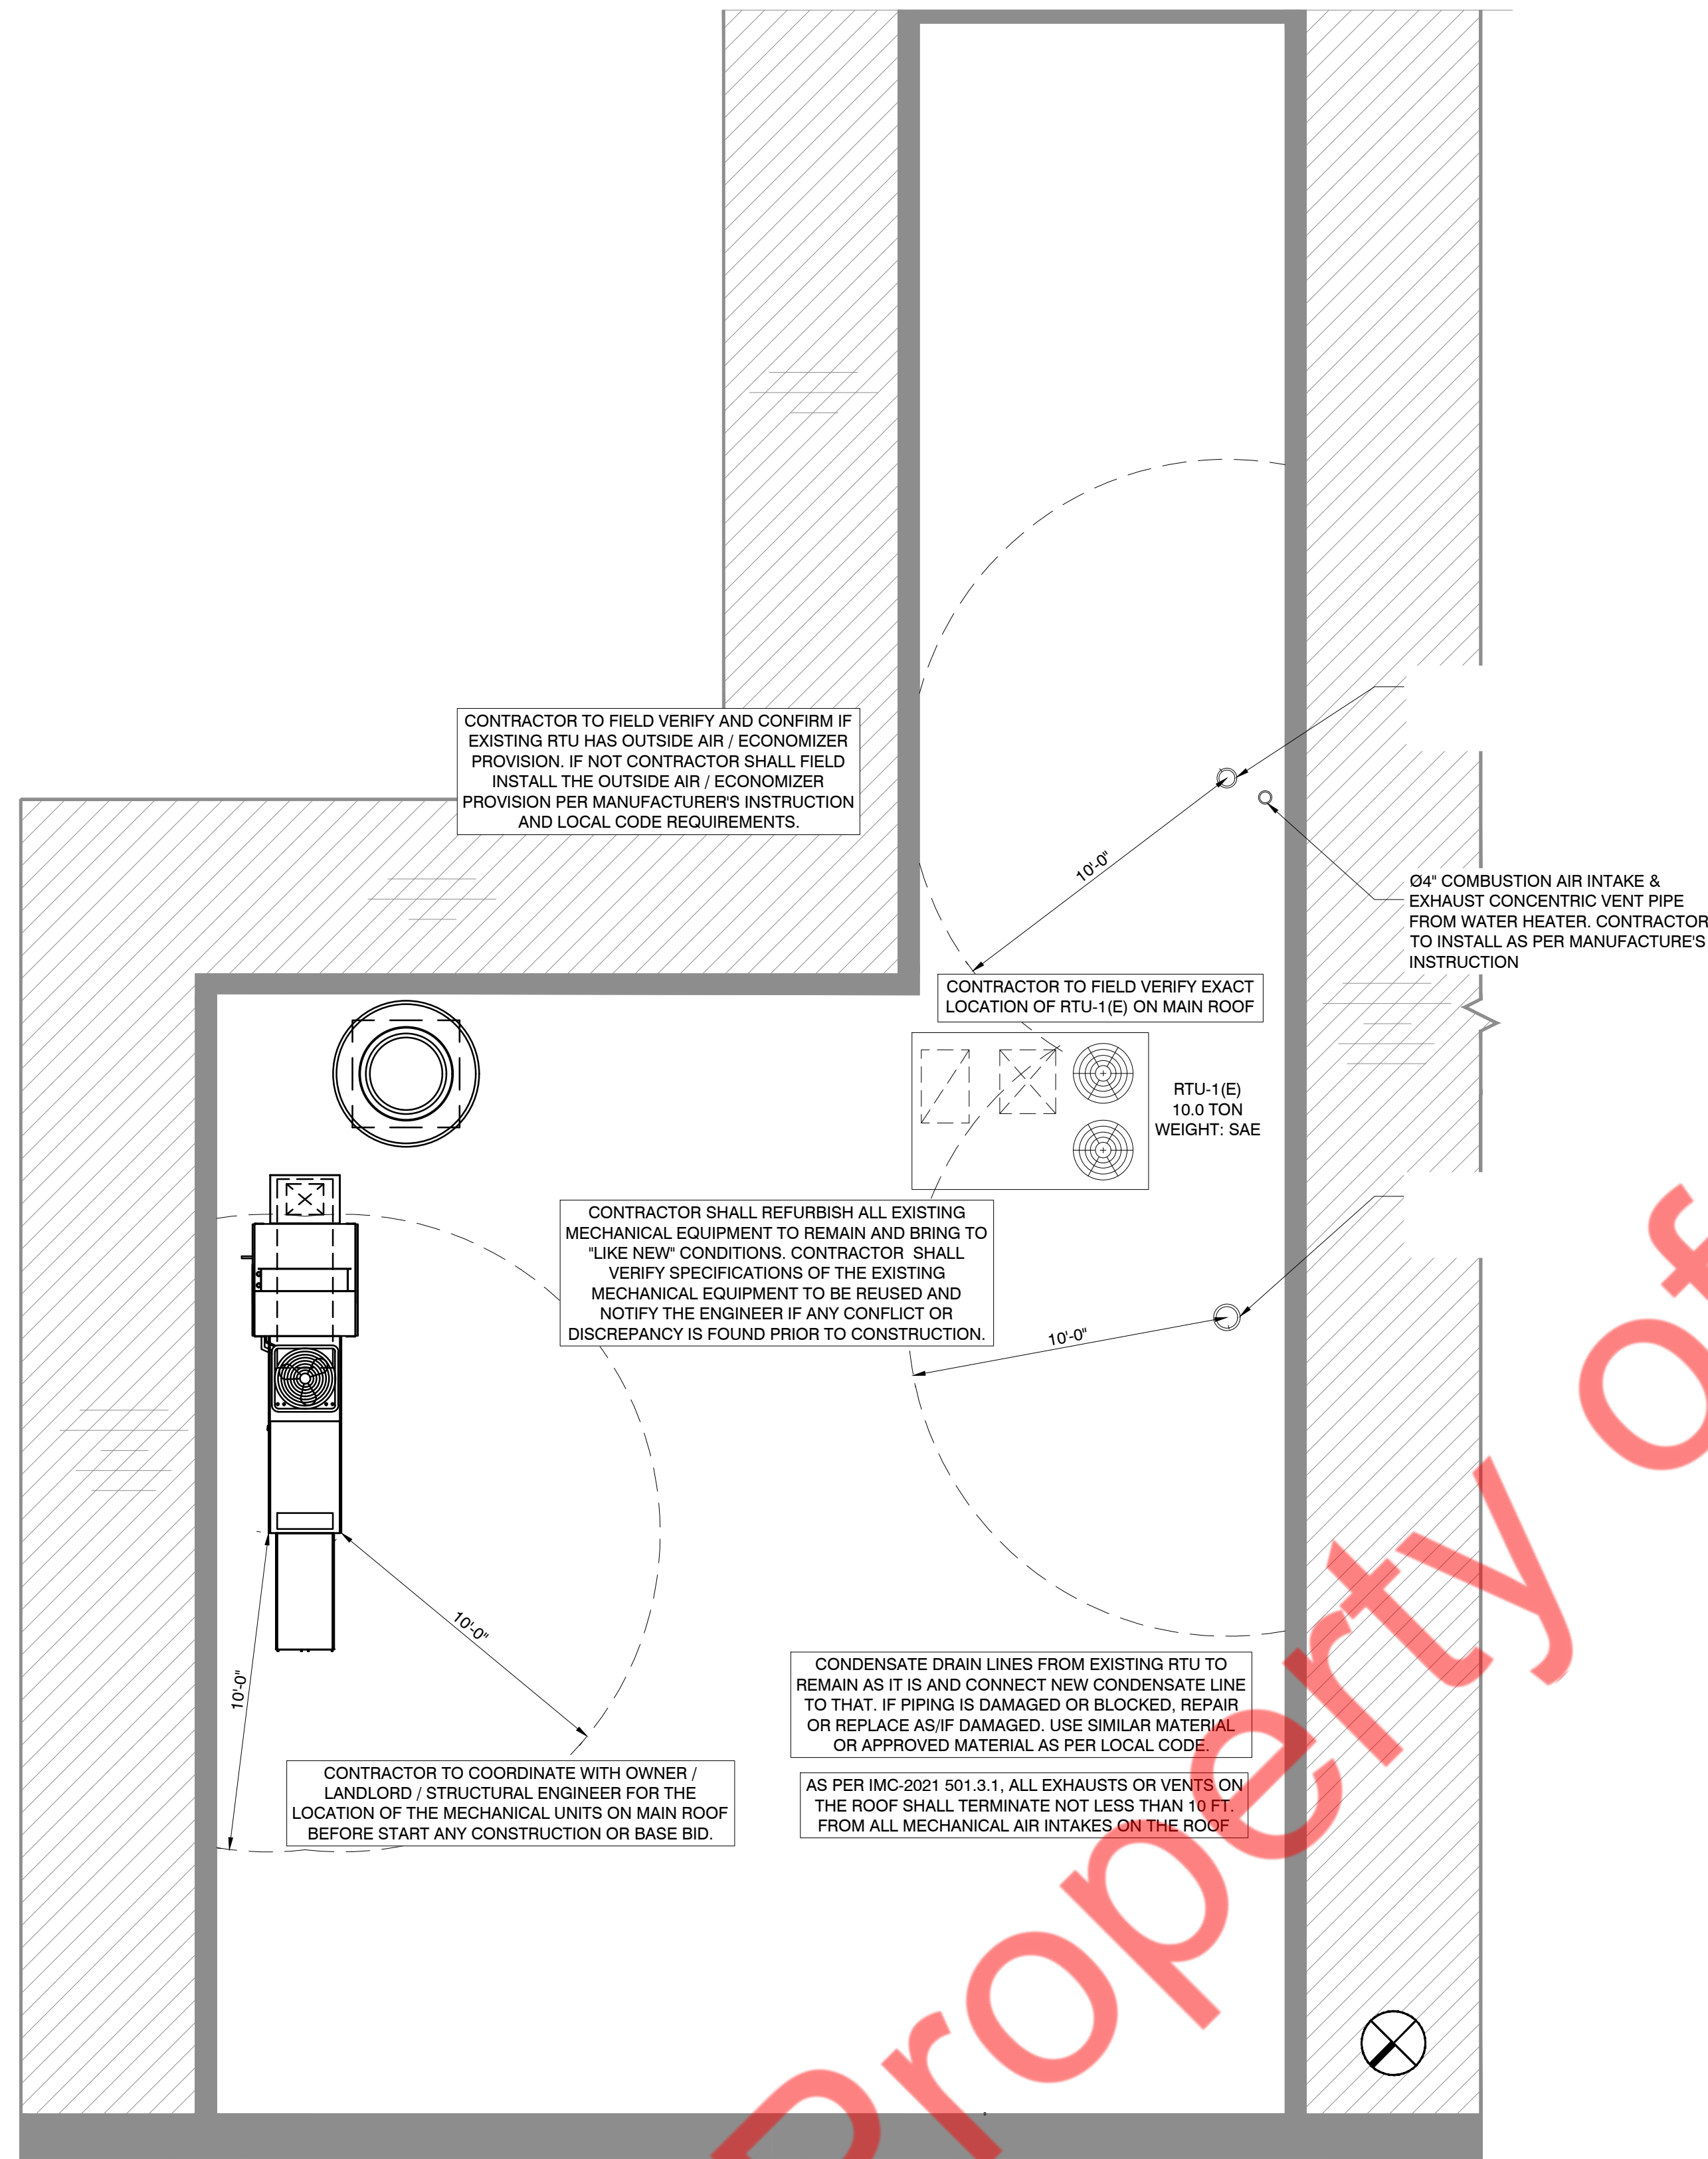 CONTRACTOR TO FIELD VERIFY AND CONFIRM IF
EXISTING RTU HAS OUTSIDE AIR / ECONOMIZER
PROVISION. IF NOT CONTRACTOR SHALL FIELD
INSTALL THE OUTSIDE AIR / ECONOMIZER
PROVISION PER MANUFACTURER'S INSTRUCTION
AND LOCAL CODE REQUIREMENTS.
10'-0"
Ø4" COMBUSTION AIR INTAKE &
EXHAUST CONCENTRIC VENT PIPE
FROM WATER HEATER. CONTRACTOR
TO INSTALL AS PER MANUFACTURE'S
INSTRUCTION
CONTRACTOR TO FIELD VERIFY EXACT
LOCATION OF RTU-1(E) ON MAIN ROOF
RTU-1(E)
10.0 TON
WEIGHT: SAE
CONTRACTOR SHALL REFURBISH ALL EXISTING
MECHANICAL EQUIPMENT TO REMAIN AND BRING TO
"LIKE NEW" CONDITIONS. CONTRACTOR SHALL
VERIFY SPECIFICATIONS OF THE EXISTING
MECHANICAL EQUIPMENT TO BE REUSED AND
NOTIFY THE ENGINEER IF ANY CONFLICT OR
DISCREPANCY IS FOUND PRIOR TO CONSTRUCTION.
10'-0"
10'-0"
10'-0"
CONDENSATE DRAIN LINES FROM EXISTING RTU TO
REMAIN AS IT IS AND CONNECT NEW CONDENSATE LINE
TO THAT. IF PIPING IS DAMAGED OR BLOCKED, REPAIR
OR REPLACE AS/IF DAMAGED. USE SIMILAR MATERIAL
OR APPROVED MATERIAL AS PER LOCAL CODE.
CONTRACTOR TO COORDINATE WITH OWNER /
LANDLORD / STRUCTURAL ENGINEER FOR THE
LOCATION OF THE MECHANICAL UNITS ON MAIN ROOF
BEFORE START ANY CONSTRUCTION OR BASE BID.
AS PER IMC-2021 501.3.1, ALL EXHAUSTS OR VENTS ON
THE ROOF SHALL TERMINATE NOT LESS THAN 10 FT.
FROM ALL MECHANICAL AIR INTAKES ON THE ROOF
Property of